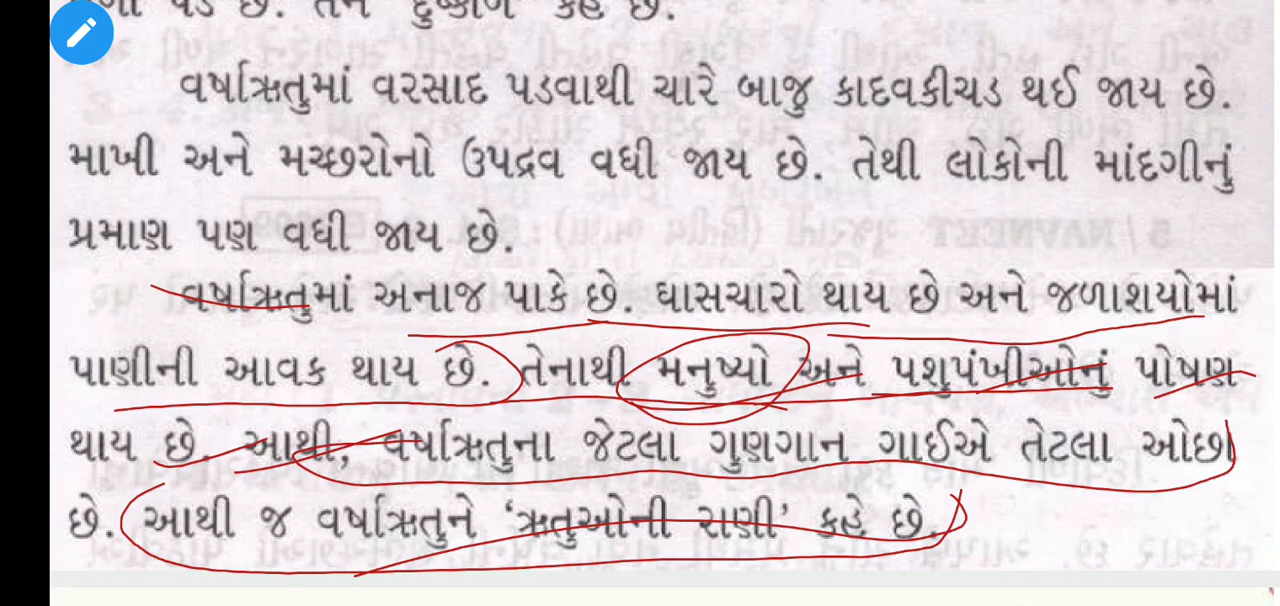 પડે છે. તેને દુષ્કાળ કહે છે.
વર્ષાઋતુમાં વરસાદ પડવાથી ચારે બાજુ કાદવકીચડ થઈ જાય છે.
માખી અને મચ્છરોનો ઉપદ્રવ વધી જાય છે. તેથી લોકોની માંદગીનું
પ્રમાણ પણ વધી જાય છે.
વર્ષાઋતુમાં અનાજ પાકે છે. ઘાસચારો થાય છે અને જળાશયોમાં
પાણીની આવક થાય છે. તેનાથી મનુષ્યો અને પશુપંખીઓનું પોષણ
થાય છે. આથી, વર્ષાઋતુના જેટલા ગુણગાન ગાઈએ તેટલા ઓછા
છે. આથી જ વર્ષાઋતુને ‘ઋતુઓની રાણી’ કહે છે.